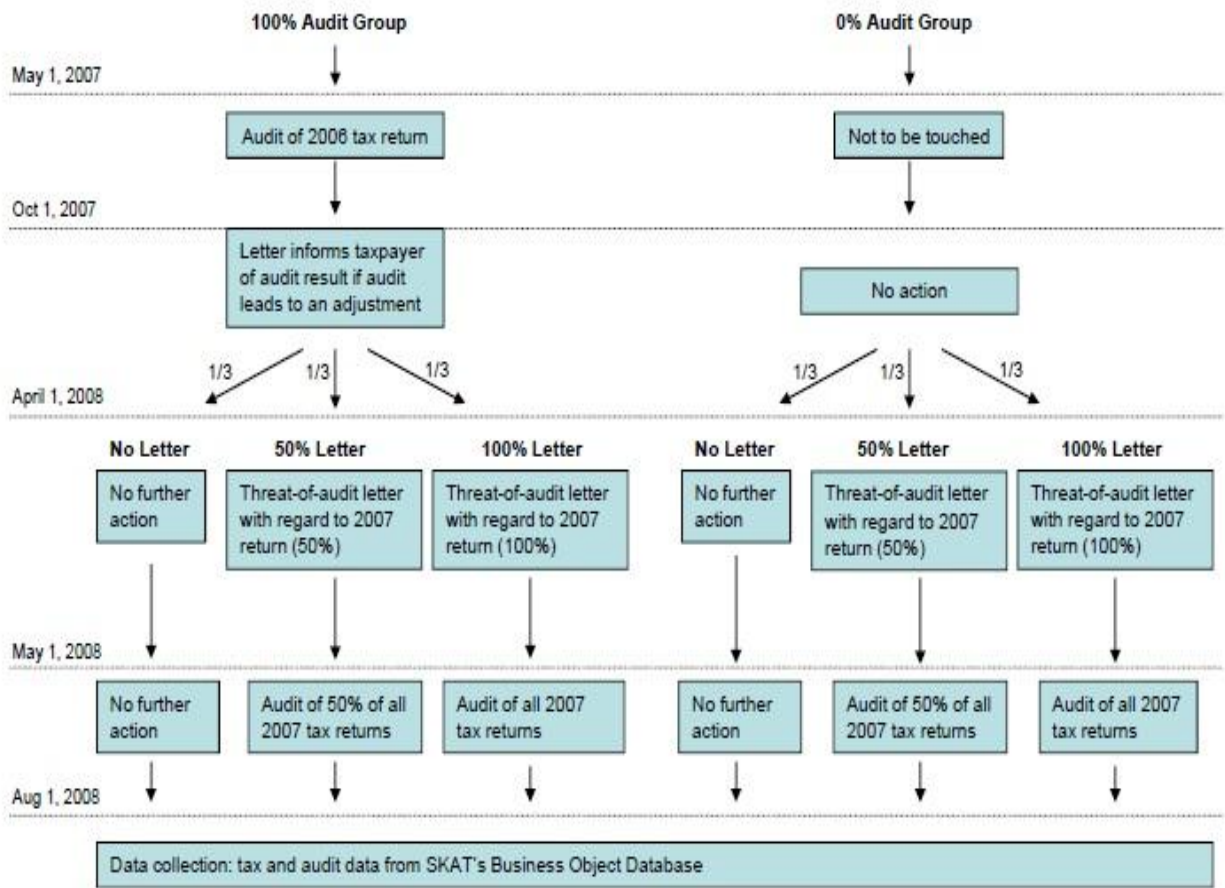 100% Audit Group
0% Audit Group
May 1, 2007
Audit of 2006 tax return
Not to be touched
Oct 1, 2007
Letter informs taxpayer
of audit result if audit
leads to an adjustment
No action
1/3
1/3
1/3
1/3
1/3
1/3
April 1, 2008
No Letter
50% Letter
100% Letter
No Letter
50% Letter
100% Letter
No further
action
Threat-of-audit letter
with regard to 2007
return (50%)
Threat-of-audit letter
with regard to 2007
return (100%)
No further
action
Threat-of-audit letter
with regard to 2007
return (50%)
Threat-of-audit letter
with regard to 2007
return (100%)
May 1, 2008
No further
action
Audit of 50% of all
2007 tax returns
Audit of all 2007
tax returns
No further
action
Audit of 50% of all
2007 tax returns
Audit of all 2007
tax returns
Aug 1, 2008
Data collection: tax and audit data from SKAT's Business Object Database